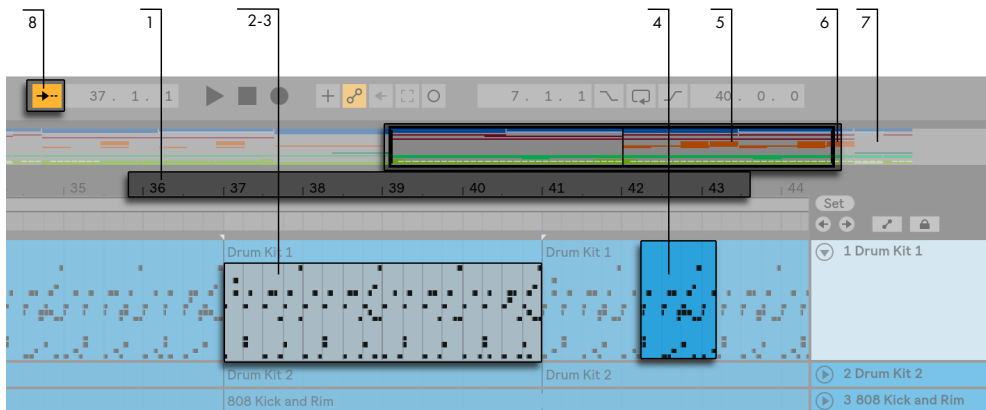 8 1 2-3 4 5 6 7
37. 1. 1 7. 1. 1 40. 0. 0
35 36 37 38 39 40 41 42 43 44
Set
Drum Kit 1 Drum Kit 1 1 Drum Kit 1
Drum Kit 2 Drum Kit 2 2 Drum Kit 2
808 Kick and Rim 3 808 Kick and Rim